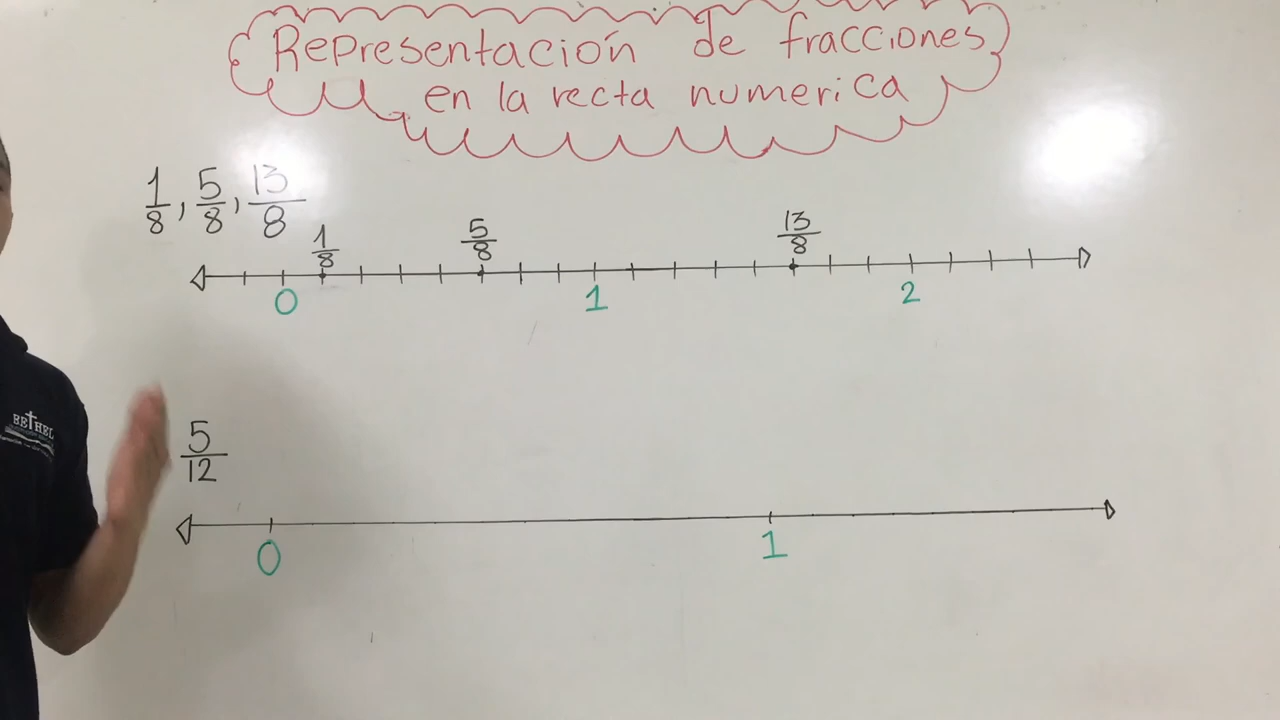 Representación de fracciones
en la recta numerica
1/8, 5/8, 13/8
1/8 5/8 13/8
0 1 2
BETHEL
5/12
0 1